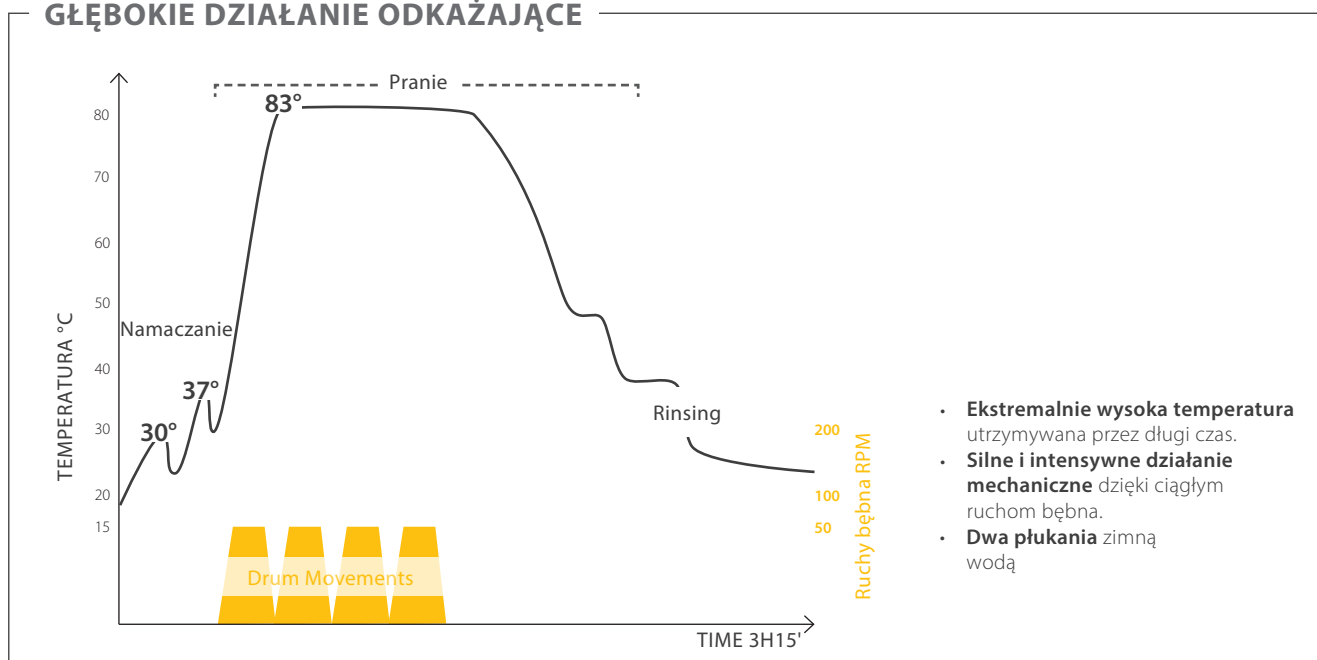 GŁĘBOKIE DZIAŁANIE ODKAŻAJĄCE
Pranie
83°
80
70
60
50
40
30
20
15
TEMPERATURA °C
Namaczanie
37°
30°
Rinsing
200
100
50
Ruchy bębna RPM
Drum Movements
TIME 3H15'
• Ekstremalnie wysoka temperatura
utrzymywana przez długi czas.
• Silne i intensywne działanie
mechaniczne dzięki ciągłym
ruchom bębna.
• Dwa płukania zimną
wodą